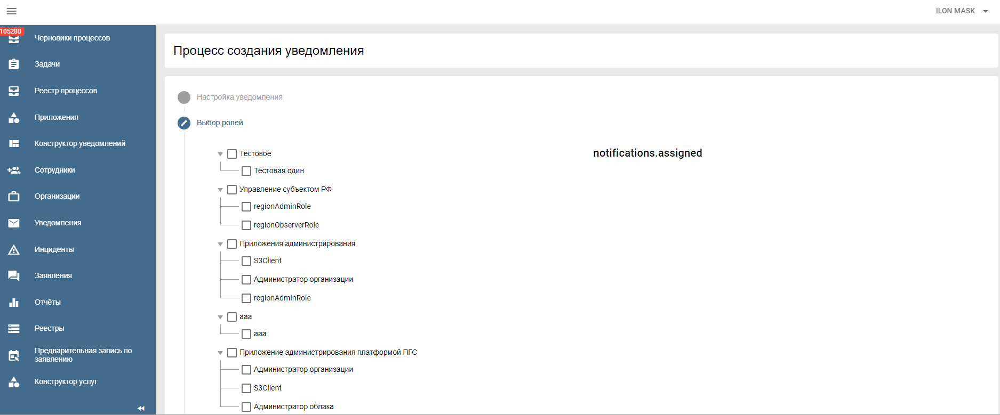 ILON MASK
105280
Черновики процессов
Задачи
Реестр процессов
Приложения
Конструктор уведомлений
Сотрудники
Организации
Уведомления
Инциденты
Заявления
Отчёты
Реестры
Предварительная запись по
заявлению
Конструктор услуг
Процесс создания уведомления
Настройка уведомления
Выбор ролей
Тестовое
Тестовая один
Управление субъектом РФ
regionAdminRole
regionObserverRole
Приложения администрирования
S3Client
Администратор организации
regionAdminRole
aaa
aaa
Приложение администрирования платформой ПГС
Администратор организации
S3Client
Администратор облака
notifications.assigned